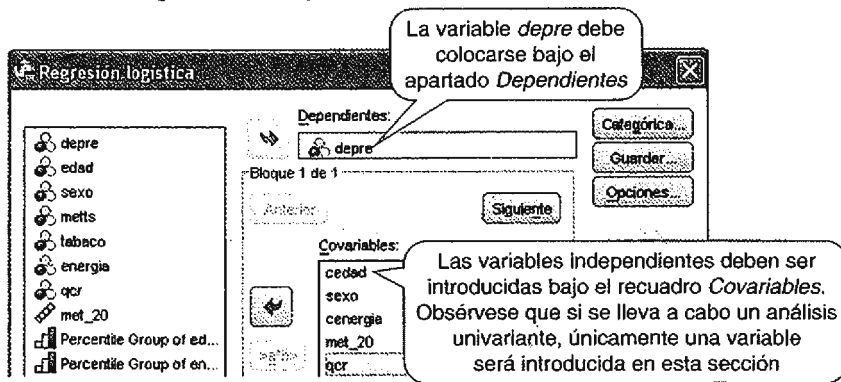 La variable depre debe
colocarse bajo el
apartado Dependientes
Regresión logística
Dependientes:
depre
Categórica...
Guardar...
Opciones...
depre
edad
sexo
metts
tabaco
energia
qcr
met_20
Percentile Group of ed...
Percentile Group of en...
Bloque 1 de 1
Anterior
Siguiente
Covariables:
cedad
sexo
cenergia
met_20
qcr
Las variables independientes deben ser
introducidas bajo el recuadro Covariables.
Obsérvese que si se lleva a cabo un análisis
univariante, únicamente una variable
será introducida en esta sección